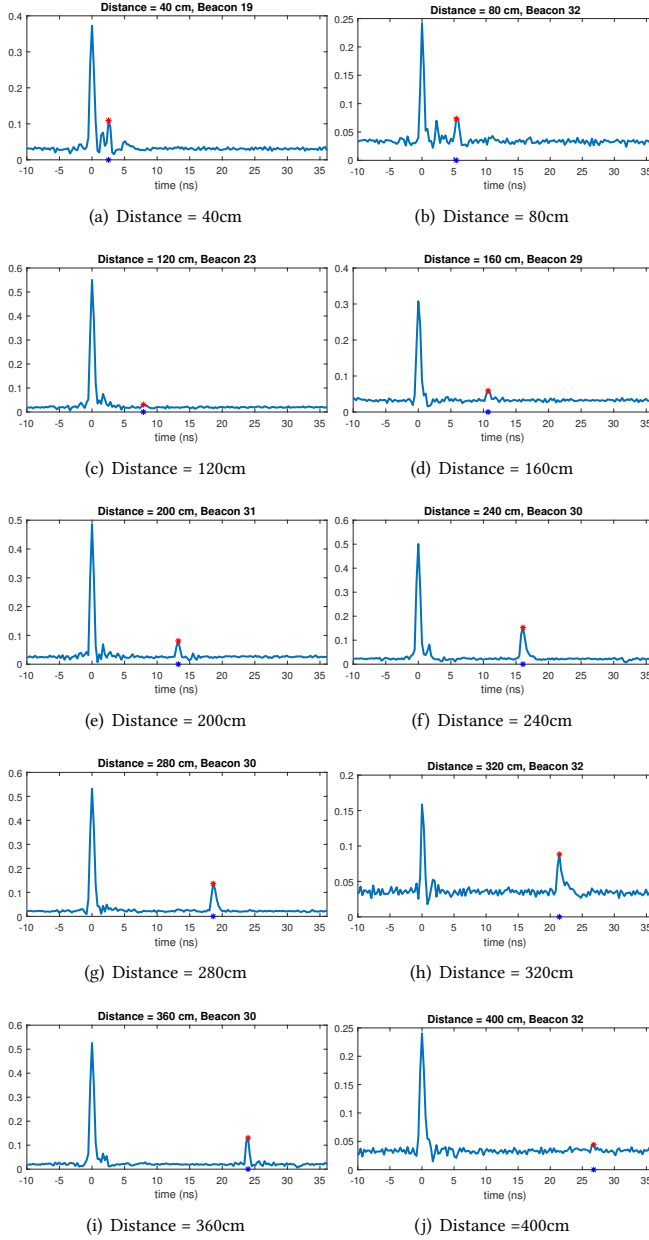 Distance = 40 cm, Beacon 19
0.4
0.3
0.2
0.1
0
-10 -5 0 5 10 15 20 25 30 35
time (ns)
(a) Distance = 40cm
Distance = 80 cm, Beacon 32
0.25
0.2
0.15
0.1
0.05
0
-10 -5 0 5 10 15 20 25 30 35
time (ns)
(b) Distance = 80cm
Distance = 120 cm, Beacon 23
0.6
0.5
0.4
0.3
0.2
0.1
0
-10 -5 0 5 10 15 20 25 30 35
time (ns)
(c) Distance = 120cm
Distance = 160 cm, Beacon 29
0.4
0.3
0.2
0.1
0
-10 -5 0 5 10 15 20 25 30 35
time (ns)
(d) Distance = 160cm
Distance = 200 cm, Beacon 31
0.5
0.4
0.3
0.2
0.1
0
-10 -5 0 5 10 15 20 25 30 35
time (ns)
(e) Distance = 200cm
Distance = 240 cm, Beacon 30
0.6
0.5
0.4
0.3
0.2
0.1
0
-10 -5 0 5 10 15 20 25 30 35
time (ns)
(f) Distance = 240cm
Distance = 280 cm, Beacon 30
0.6
0.5
0.4
0.3
0.2
0.1
0
-10 -5 0 5 10 15 20 25 30 35
time (ns)
(g) Distance = 280cm
Distance = 320 cm, Beacon 32
0.2
0.15
0.1
0.05
0
-10 -5 0 5 10 15 20 25 30 35
time (ns)
(h) Distance = 320cm
Distance = 360 cm, Beacon 30
0.6
0.5
0.4
0.3
0.2
0.1
0
-10 -5 0 5 10 15 20 25 30 35
time (ns)
(i) Distance = 360cm
Distance = 400 cm, Beacon 32
0.25
0.2
0.15
0.1
0.05
0
-10 -5 0 5 10 15 20 25 30 35
time (ns)
(j) Distance =400cm